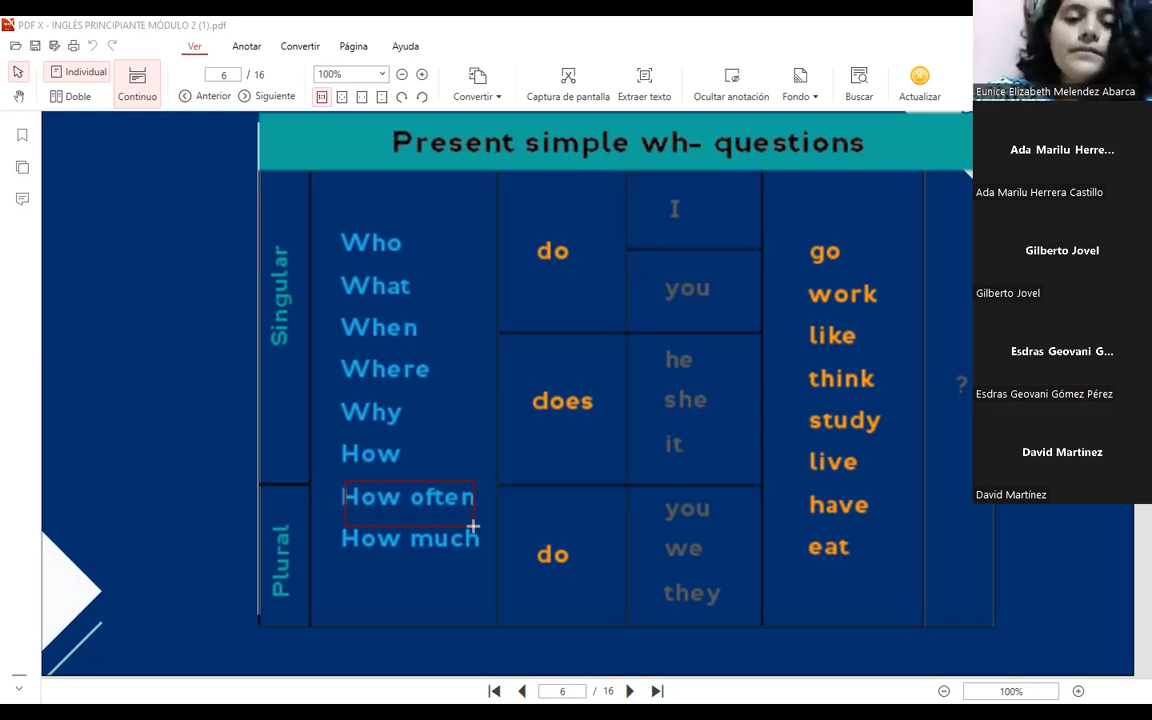 PDF X - INGLÉS PRINCIPIANTE MÓDULO 2 (1).pdf
Ver Anotar Convertir Página Ayuda
Individual
Doble
Continuo
6 / 16
Anterior Siguiente
100%
Convertir
Captura de pantalla
Extraer texto
Ocultar anotación
Fondo
Buscar
Actualizar
Present simple wh- questions
Singular
Plural
Who
What
When
Where
Why
How
How often
How much
do
does
do
I
you
he
she
it
you
we
they
go
work
like
think
study
live
have
eat
?
Eunice Elizabeth Melendez Abarca
Ada Marilu Herre...
Ada Marilu Herrera Castillo
Gilberto Jovel
Gilberto Jovel
Esdras Geovani G...
Esdras Geovani Gómez Pérez
David Martinez
David Martínez
6 / 16
100%